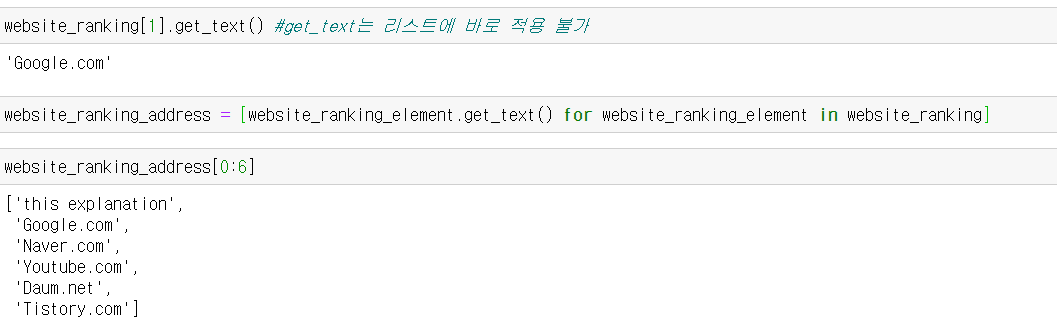 website_ranking[1].get_text() #get_text는 리스트에 바로 적용 불가
'Google.com'
website_ranking_address = [website_ranking_element.get_text() for website_ranking_element in website_ranking]
website_ranking_address[0:6]
['this explanation',
'Google.com',
'Naver.com',
'Youtube.com',
'Daum.net',
'Tistory.com']